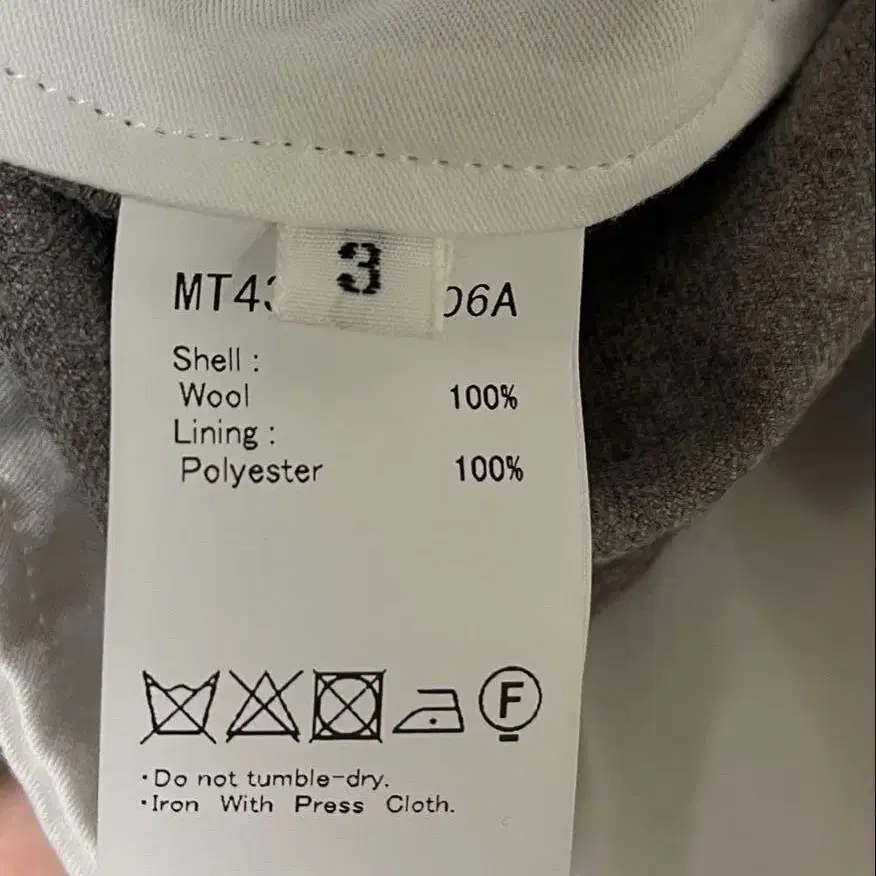 3
MT43 06A
Shell :
Wool 100%
Lining :
Polyester 100%
F
·Do not tumble-dry.
·Iron With Press Cloth.